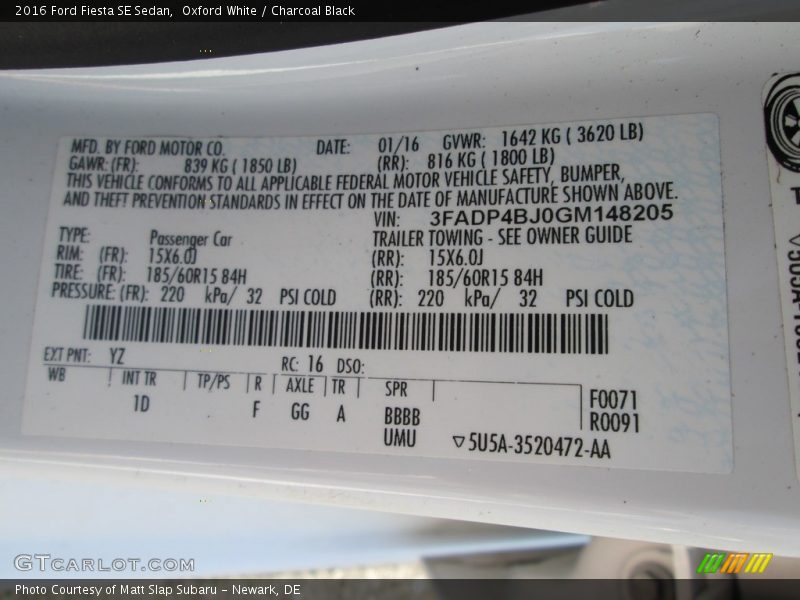 2016 Ford Fiesta SE Sedan, Oxford White / Charcoal Black
MFD. BY FORD MOTOR CO. DATE: 01/16 GVWR: 1642 KG ( 3620 LB)
GAWR: (FR): 839 KG ( 1850 LB) (RR): 816 KG ( 1800 LB)
THIS VEHICLE CONFORMS TO ALL APPLICABLE FEDERAL MOTOR VEHICLE SAFETY, BUMPER,
AND THEFT PREVENTION STANDARDS IN EFFECT ON THE DATE OF MANUFACTURE SHOWN ABOVE.
VIN: 3FADP4BJ0GM148205
TYPE: Passenger Car TRAILER TOWING - SEE OWNER GUIDE
RIM: (FR): 15X6.0J (RR): 15X6.0J
TIRE: (FR): 185/60R15 84H (RR): 185/60R15 84H
PRESSURE: (FR): 220 kPa/ 32 PSI COLD (RR): 220 kPa/ 32 PSI COLD
EXT PNT: YZ RC: 16 DSO:
WB INT TR TP/PS R AXLE TR SPR
1D F GG A BBBB F0071
UMU R0091
▽5U5A-3520472-AA
GTCARLOT.COM
Photo Courtesy of Matt Slap Subaru – Newark, DE